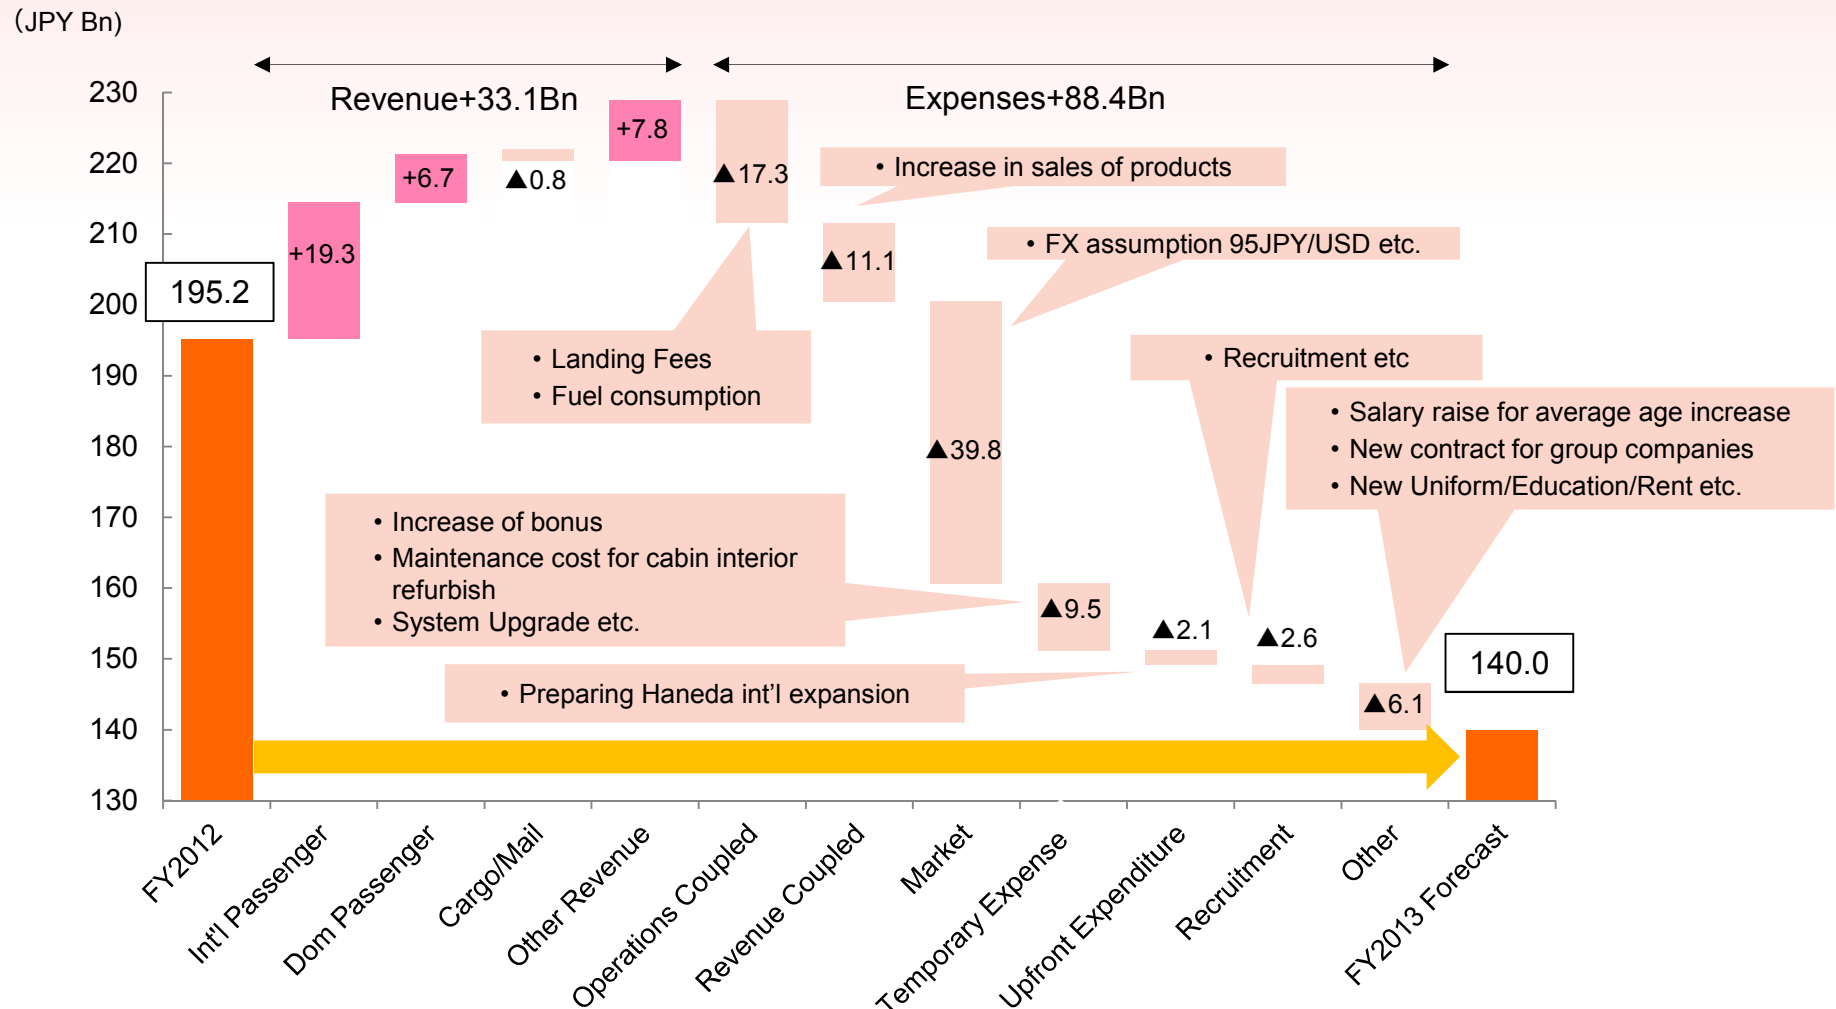 (JPY Bn)
Revenue+33.1Bn
Expenses+88.4Bn
230
220
210
200
190
180
170
160
150
140
130
195.2
+19.3
+6.7
▲0.8
+7.8
▲17.3
▲11.1
▲39.8
▲9.5
▲2.1
▲2.6
▲6.1
140.0
• Increase in sales of products
• FX assumption 95JPY/USD etc.
• Landing Fees
• Fuel consumption
• Recruitment etc
• Salary raise for average age increase
• New contract for group companies
• New Uniform/Education/Rent etc.
• Increase of bonus
• Maintenance cost for cabin interior
refurbish
• System Upgrade etc.
• Preparing Haneda int'l expansion
FY2012
Int'l Passenger
Dom Passenger
Cargo/Mail
Other Revenue
Operations Coupled
Revenue Coupled
Market
Temporary Expense
Upfront Expenditure
Recruitment
Other
FY2013 Forecast